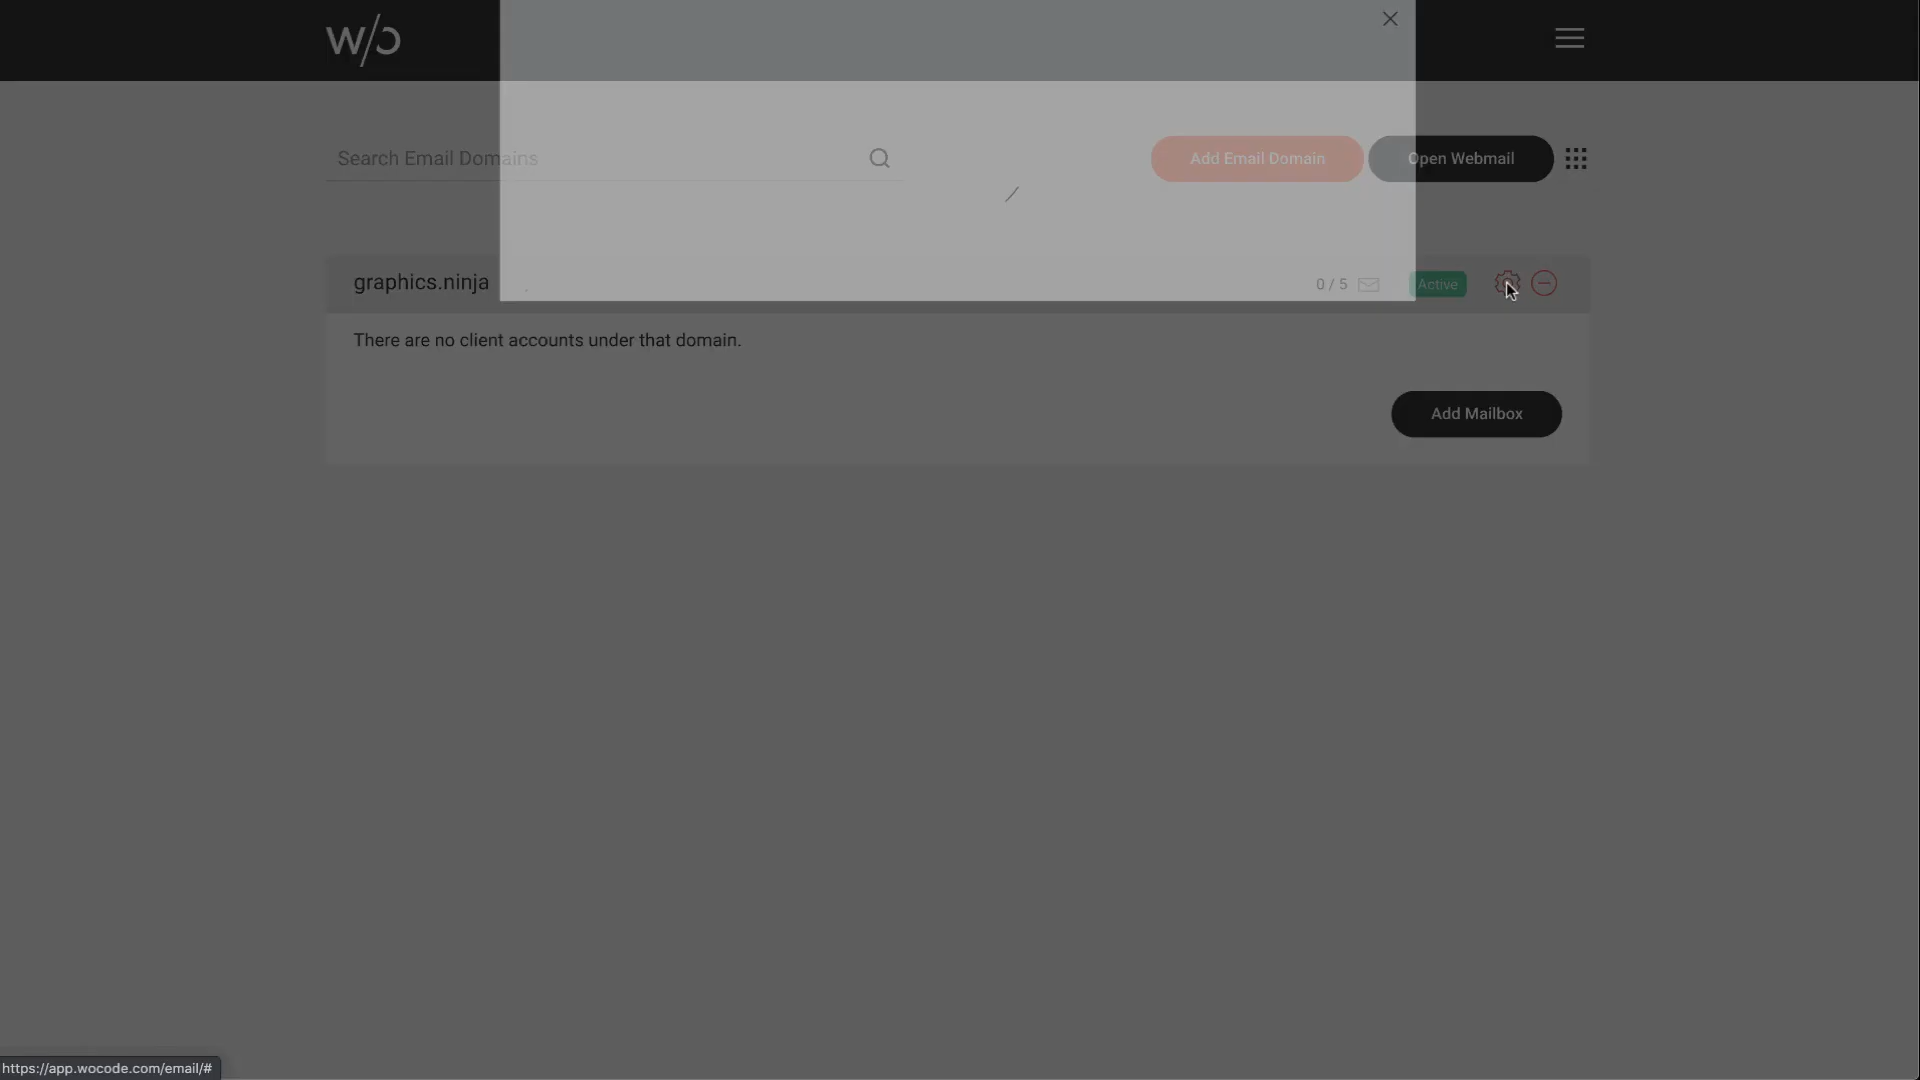 W/O
Search Email Domains
Add Email Domain
Open Webmail
graphics.ninja
0 / 5
Active
There are no client accounts under that domain.
Add Mailbox
https://app.wocode.com/email/#